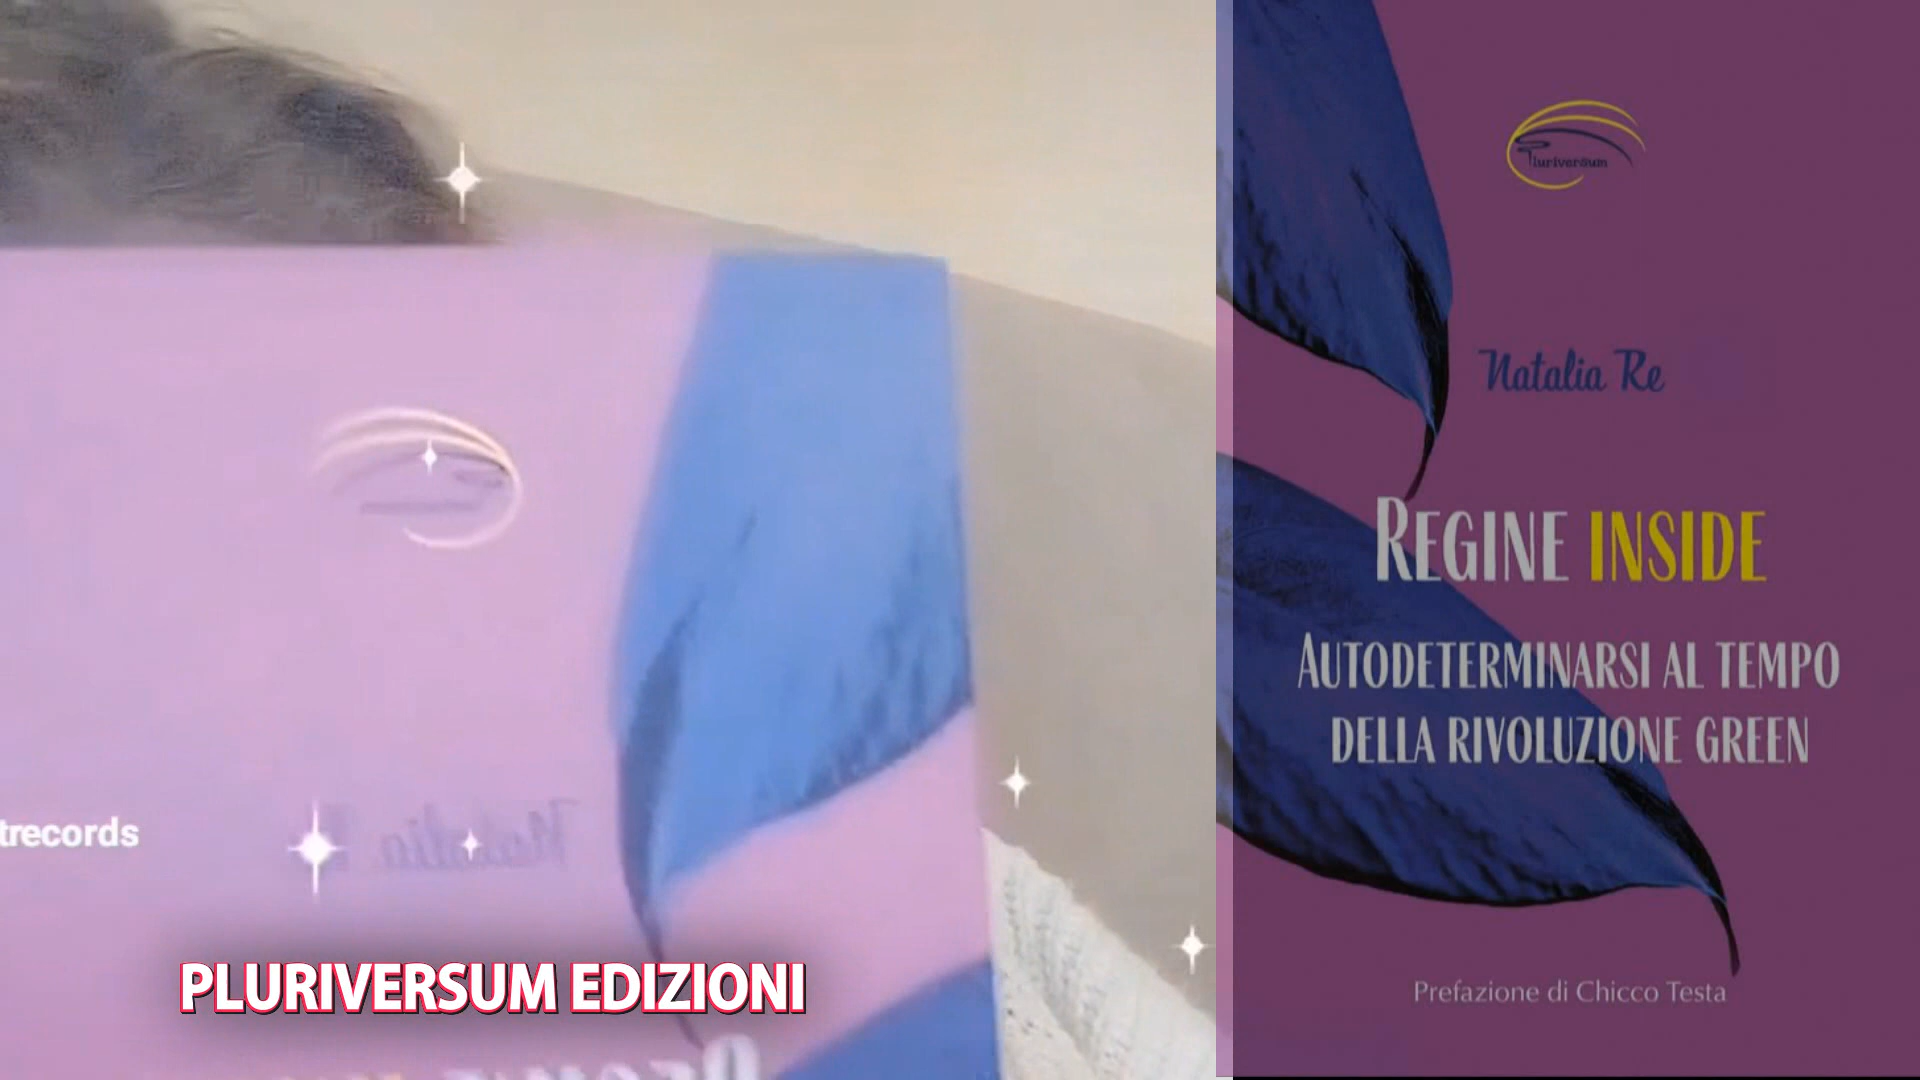 trecords
PLURIVERSUM EDIZIONI
Pluriversum
Natalia Re
REGINE INSIDE
AUTODETERMINARSI AL TEMPO
DELLA RIVOLUZIONE GREEN
Prefazione di Chicco Testa